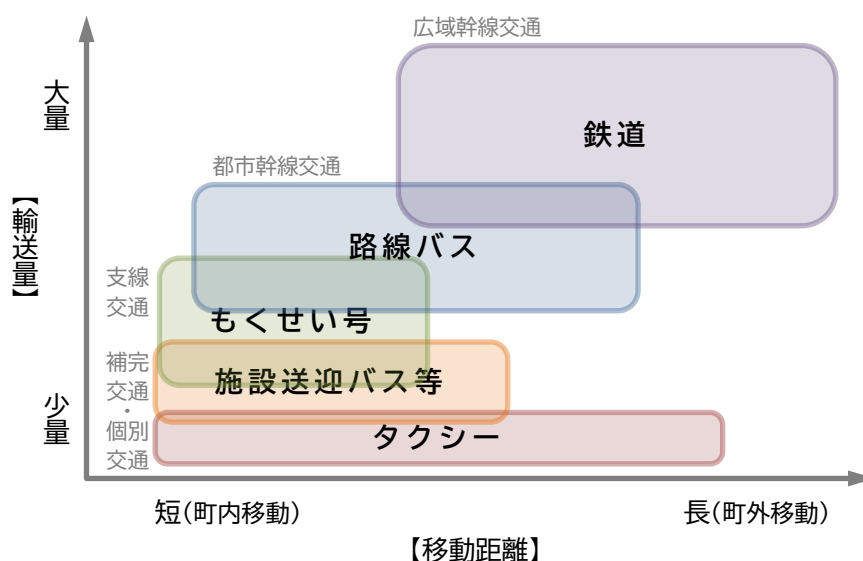 広域幹線交通
大量
鉄道
都市幹線交通
【輸送量】
路線バス
支線
交通
もくせい号
補完
交通
・
個別
交通
施設送迎バス等
少量
タクシー
短(町内移動)
長(町外移動)
【移動距離】